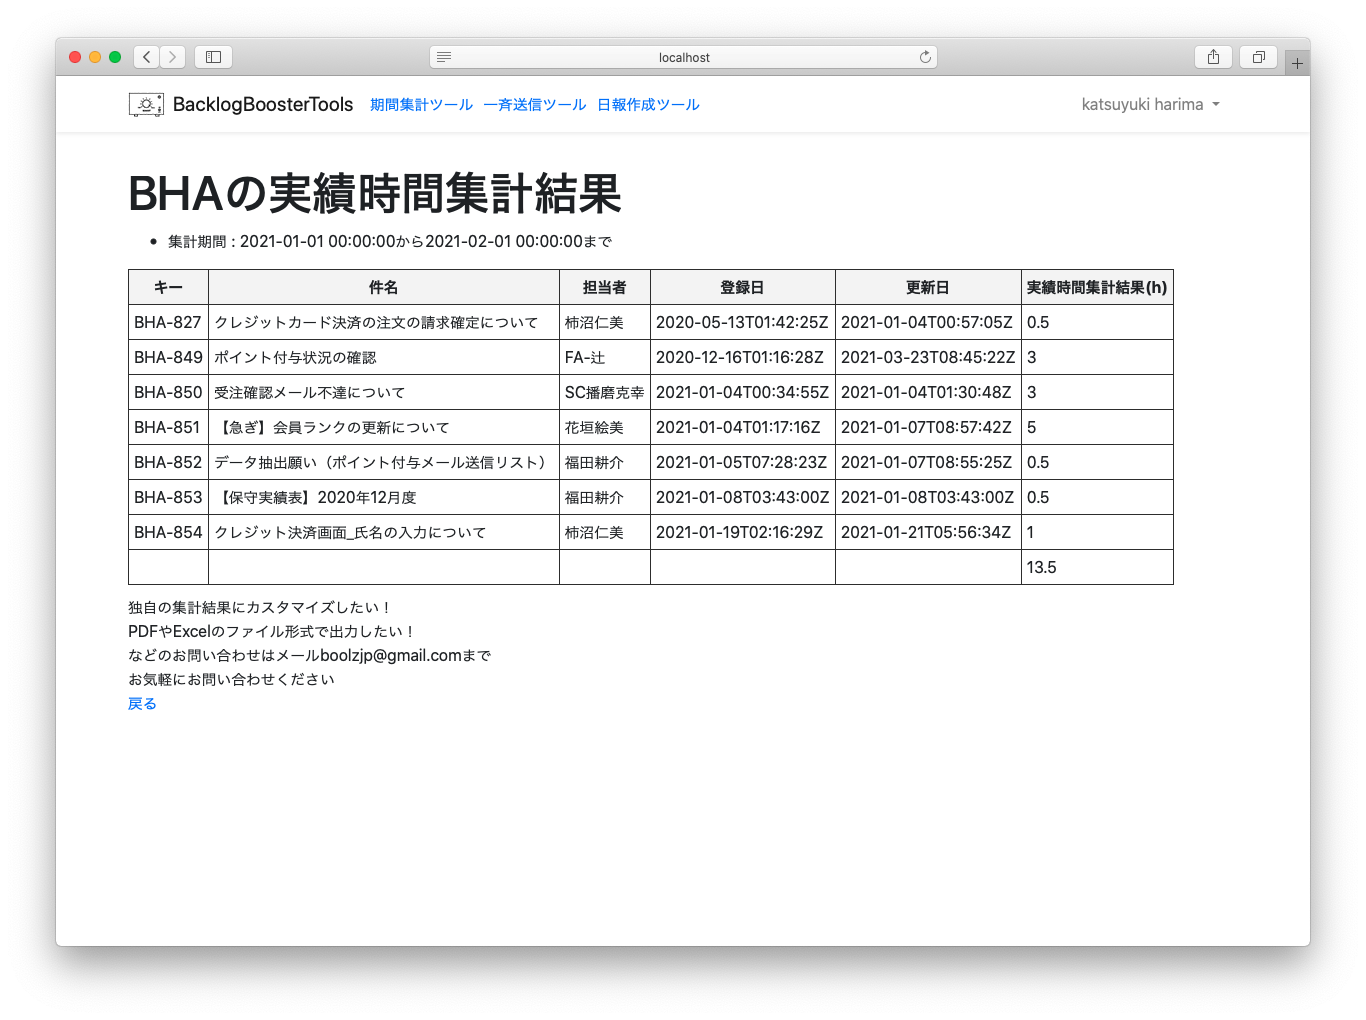 localhost
BacklogBoosterTools 期間集計ツール 一斉送信ツール 日報作成ツール katsuyuki harima
BHAの実績時間集計結果
• 集計期間 : 2021-01-01 00:00:00から2021-02-01 00:00:00まで
キー 件名 担当者 登録日 更新日 実績時間集計結果(h)
BHA-827 クレジットカード決済の注文の請求確定について 柿沼仁美 2020-05-13T01:42:25Z 2021-01-04T00:57:05Z 0.5
BHA-849 ポイント付与状況の確認 FA-辻 2020-12-16T01:16:28Z 2021-03-23T08:45:22Z 3
BHA-850 受注確認メール不達について SC播磨克幸 2021-01-04T00:34:55Z 2021-01-04T01:30:48Z 3
BHA-851 【急ぎ】会員ランクの更新について 花垣絵美 2021-01-04T01:17:16Z 2021-01-07T08:57:42Z 5
BHA-852 データ抽出願い（ポイント付与メール送信リスト） 福田耕介 2021-01-05T07:28:23Z 2021-01-07T08:55:25Z 0.5
BHA-853 【保守実績表】2020年12月度 福田耕介 2021-01-08T03:43:00Z 2021-01-08T03:43:00Z 0.5
BHA-854 クレジット決済画面_氏名の入力について 柿沼仁美 2021-01-19T02:16:29Z 2021-01-21T05:56:34Z 1
13.5
独自の集計結果にカスタマイズしたい！
PDFやExcelのファイル形式で出力したい！
などのお問い合わせはメールboolzjp@gmail.comまで
お気軽にお問い合わせください
戻る